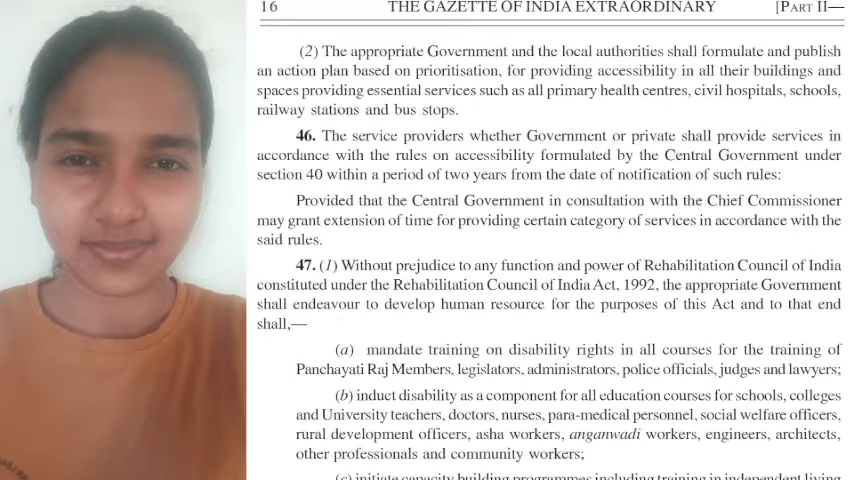 16 THE GAZETTE OF INDIA EXTRAORDINARY [PART II—
(2) The appropriate Government and the local authorities shall formulate and publish
an action plan based on prioritisation, for providing accessibility in all their buildings and
spaces providing essential services such as all primary health centres, civil hospitals, schools,
railway stations and bus stops.
46. The service providers whether Government or private shall provide services in
accordance with the rules on accessibility formulated by the Central Government under
section 40 within a period of two years from the date of notification of such rules:
Provided that the Central Government in consultation with the Chief Commissioner
may grant extension of time for providing certain category of services in accordance with the
said rules.
47. (1) Without prejudice to any function and power of Rehabilitation Council of India
constituted under the Rehabilitation Council of India Act, 1992, the appropriate Government
shall endeavour to develop human resource for the purposes of this Act and to that end
shall,—
(a) mandate training on disability rights in all courses for the training of
Panchayati Raj Members, legislators, administrators, police officials, judges and lawyers;
(b) induct disability as a component for all education courses for schools, colleges
and University teachers, doctors, nurses, para-medical personnel, social welfare officers,
rural development officers, asha workers, anganwadi workers, engineers, architects,
other professionals and community workers;
(c) initiate capacity building programmes including training in independent living